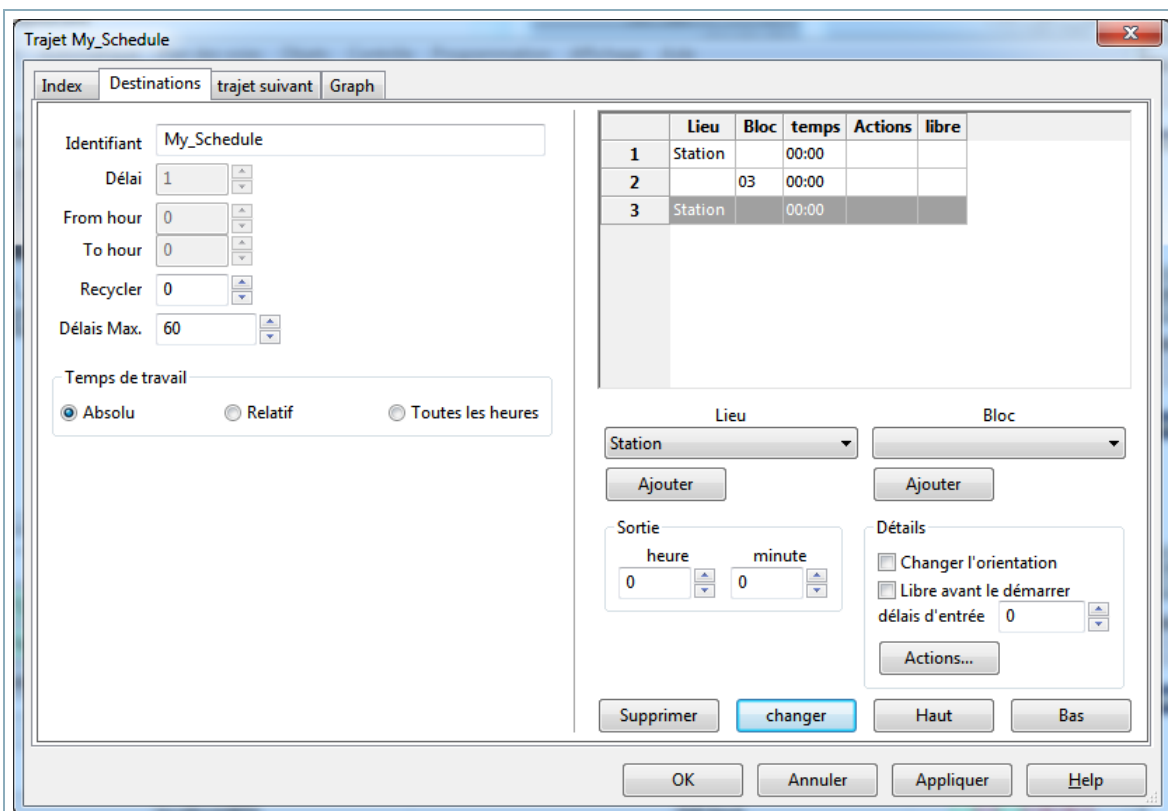 Trajet My_Schedule
Index Destinations trajet suivant Graph
Identifiant My_Schedule
Délai 1
From hour 0
To hour 0
Recycler 0
Délais Max. 60
Temps de travail
Absolu Relatif Toutes les heures
Lieu Bloc temps Actions libre
1 Station 00:00
2 03 00:00
3 Station 00:00
Lieu Bloc
Station
Ajouter Ajouter
Sortie
heure minute
0 0
Détails
Changer l'orientation
Libre avant le démarrer
délais d'entrée 0
Actions...
Supprimer changer Haut Bas
OK Annuler Appliquer Help